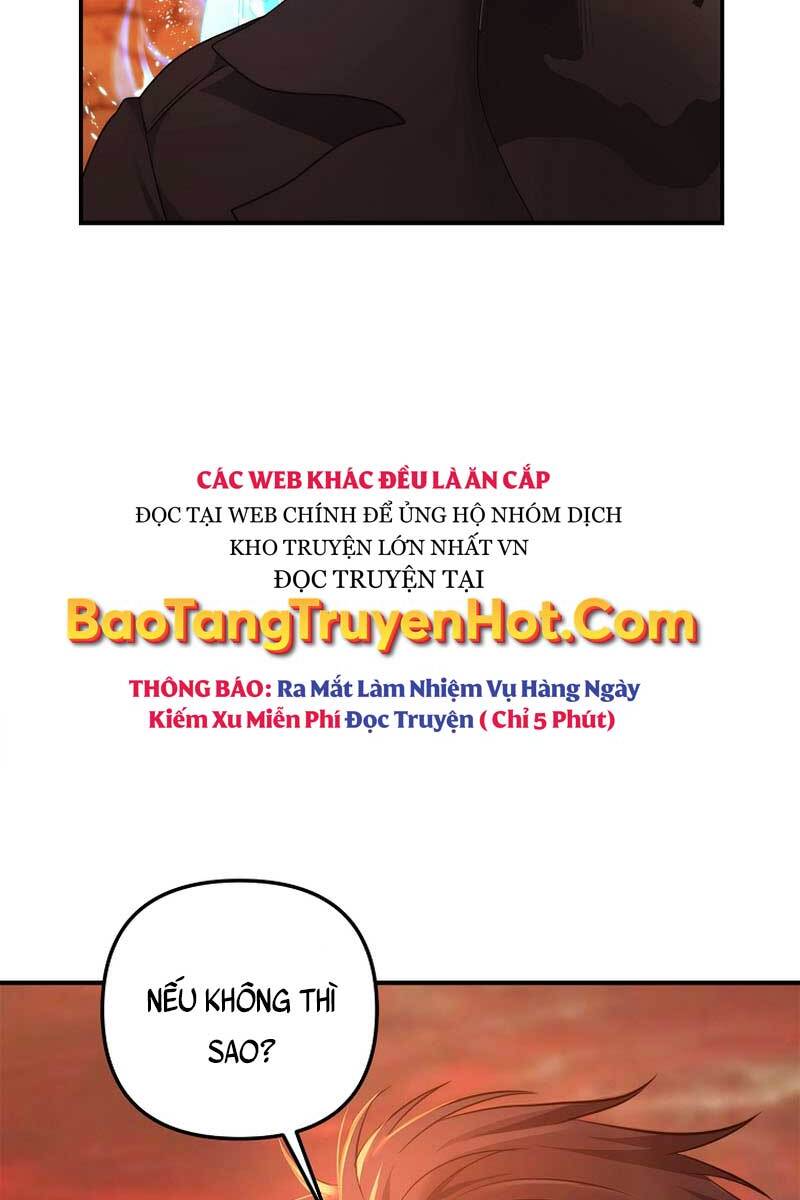 CÁC WEB KHÁC ĐỀU LÀ ĂN CẮP
ĐỌC TẠI WEB CHÍNH ĐỂ ỦNG HỘ NHÓM DỊCH
KHO TRUYỆN LỚN NHẤT VN
ĐỌC TRUYỆN TẠI
BaoTangTruyenHot.Com
THÔNG BÁO: Ra Mắt Làm Nhiệm Vụ Hàng Ngày
Kiếm Xu Miễn Phí Đọc Truyện ( Chỉ 5 Phút)
NẾU KHÔNG THÌ
SAO?